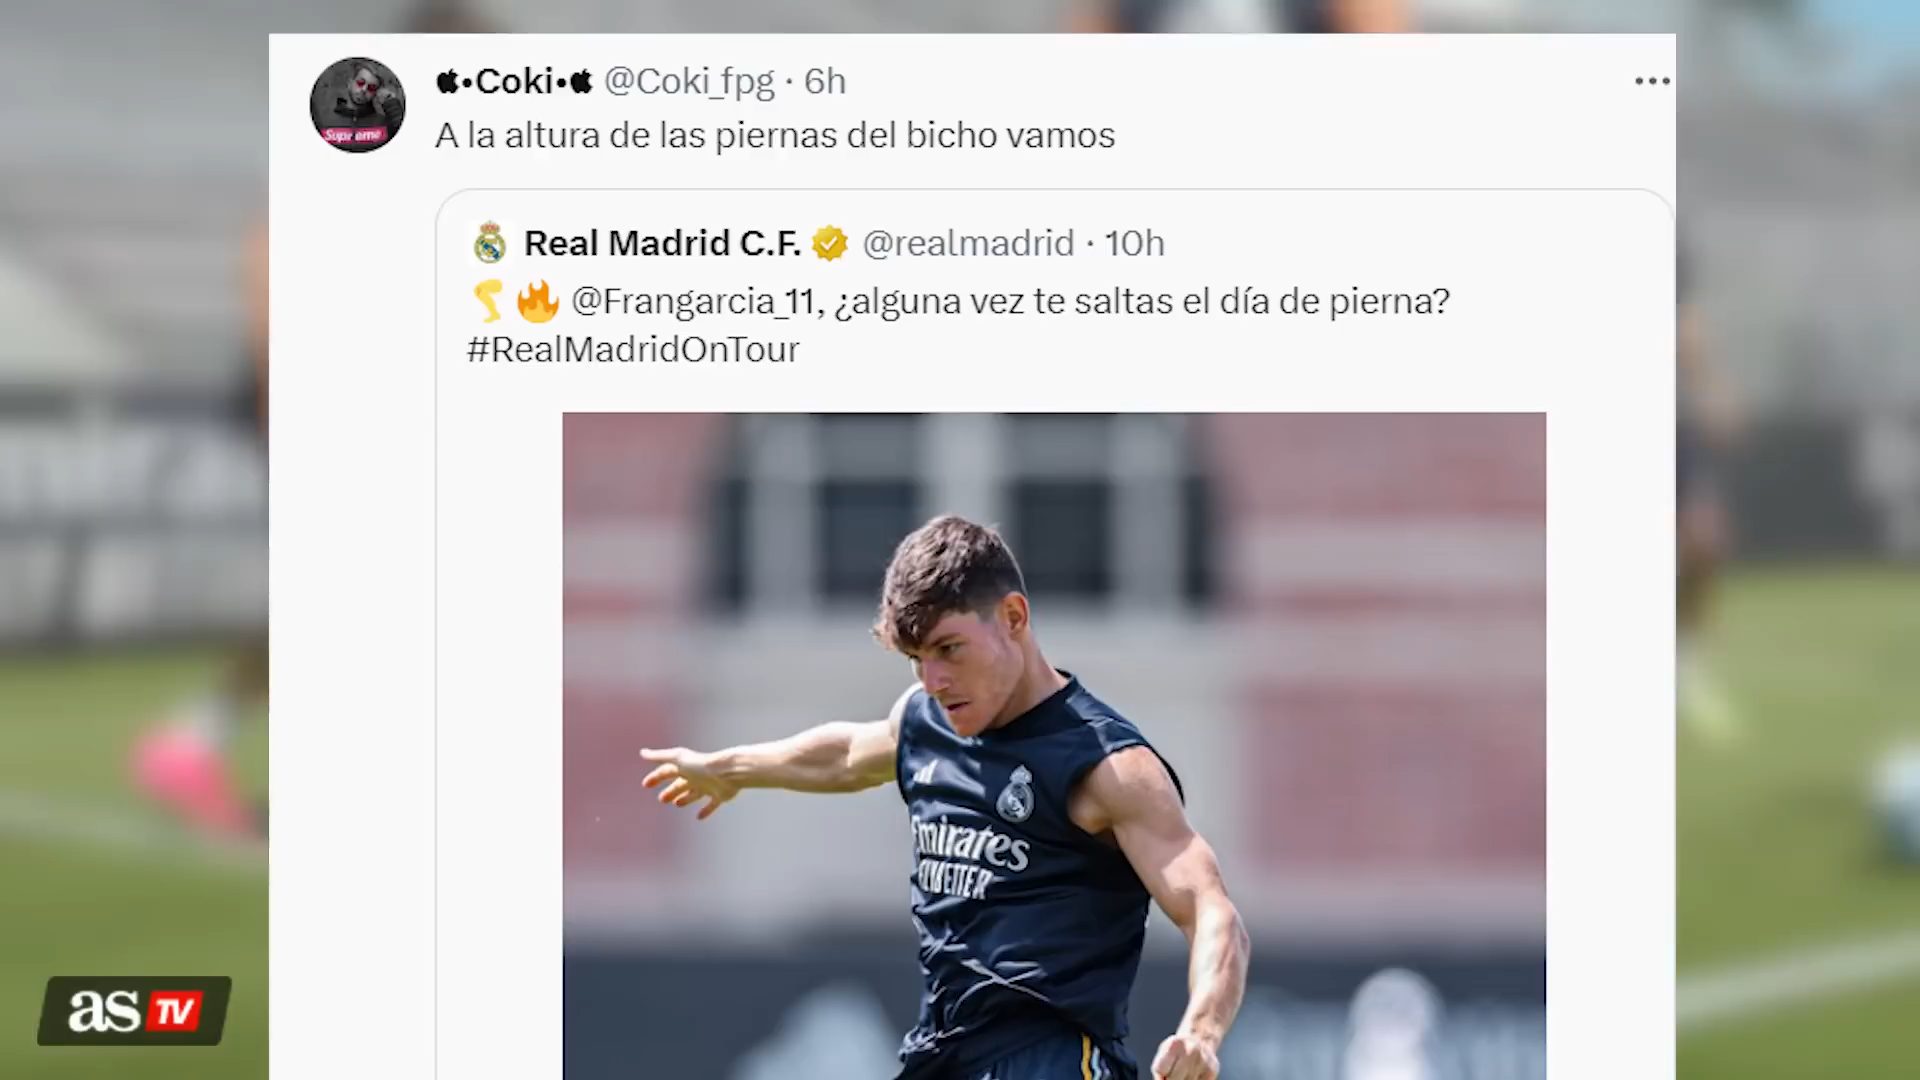 •Coki• @Coki_fpg · 6h
A la altura de las piernas del bicho vamos
Supreme
Real Madrid C.F. @realmadrid · 10h
@Frangarcia_11, ¿alguna vez te saltas el día de pierna?
#RealMadridOnTour
Emirates
as TV